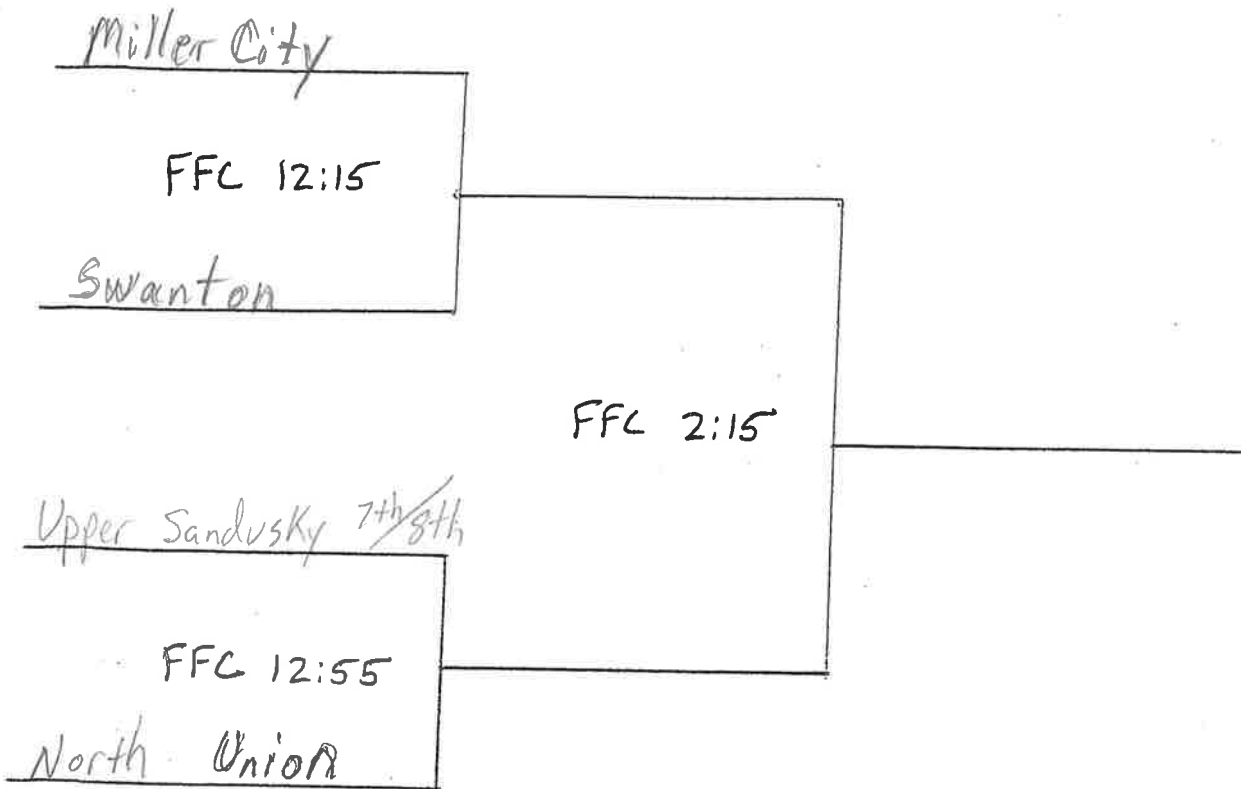 Miller City
FFC 12:15
Swanton
FFC 2:15
Upper Sandusky 7th/8th
FFC 12:55
North Union